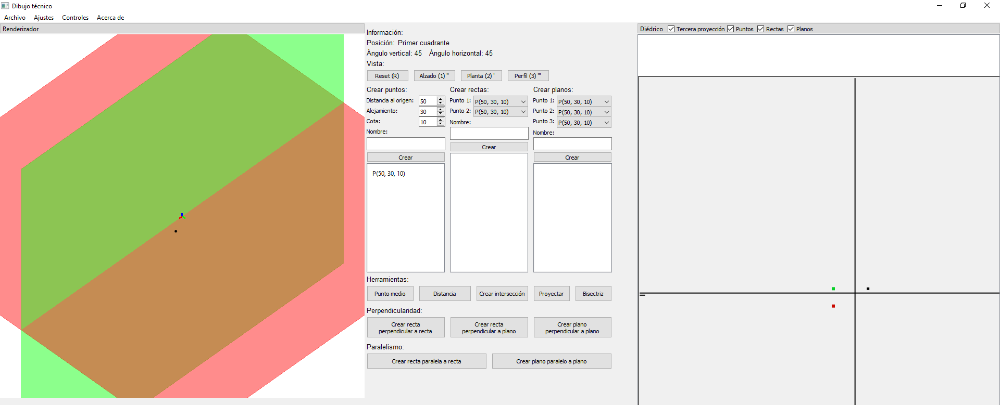 Dibujo técnico
Archivo Ajustes Controles Acerca de
Renderizador
Información:
Posición: Primer cuadrante
Ángulo vertical: 45 Ángulo horizontal: 45
Vista:
Reset (R) Alzado (1) '' Planta (2) ' Perfil (3) '''
Crear puntos:
Distancia al origen: 50
Alejamiento: 30
Cota: 10
Nombre:
Crear
P(50, 30, 10)
Crear rectas:
Punto 1: P(50, 30, 10)
Punto 2: P(50, 30, 10)
Nombre:
Crear
Crear planos:
Punto 1: P(50, 30, 10)
Punto 2: P(50, 30, 10)
Punto 3: P(50, 30, 10)
Nombre:
Crear
Herramientas:
Punto medio Distancia Crear intersección Proyectar Bisectriz
Perpendicularidad:
Crear recta
perpendicular a recta
Crear recta
perpendicular a plano
Crear plano
perpendicular a plano
Paralelismo:
Crear recta paralela a recta Crear plano paralelo a plano
Diédrico Tercera proyección Puntos Rectas Planos